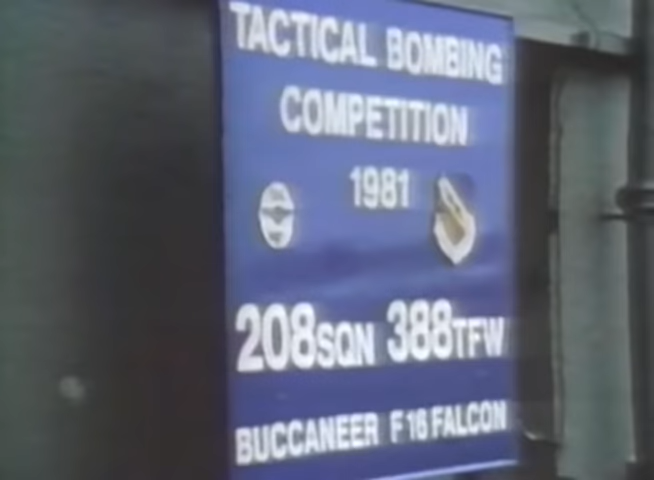 TACTICAL BOMBING
COMPETITION
1981
208SQN 388TFW
BUCCANEER F16 FALCON